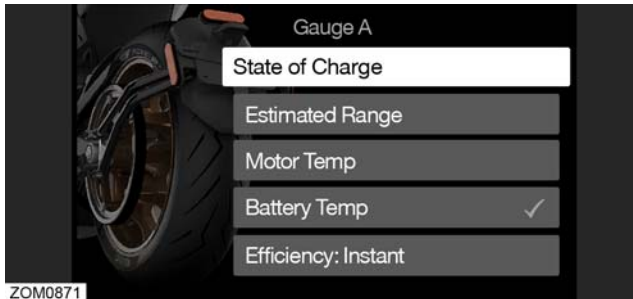 Gauge A
State of Charge
Estimated Range
Motor Temp
Battery Temp
Efficiency: Instant
ZOM0871